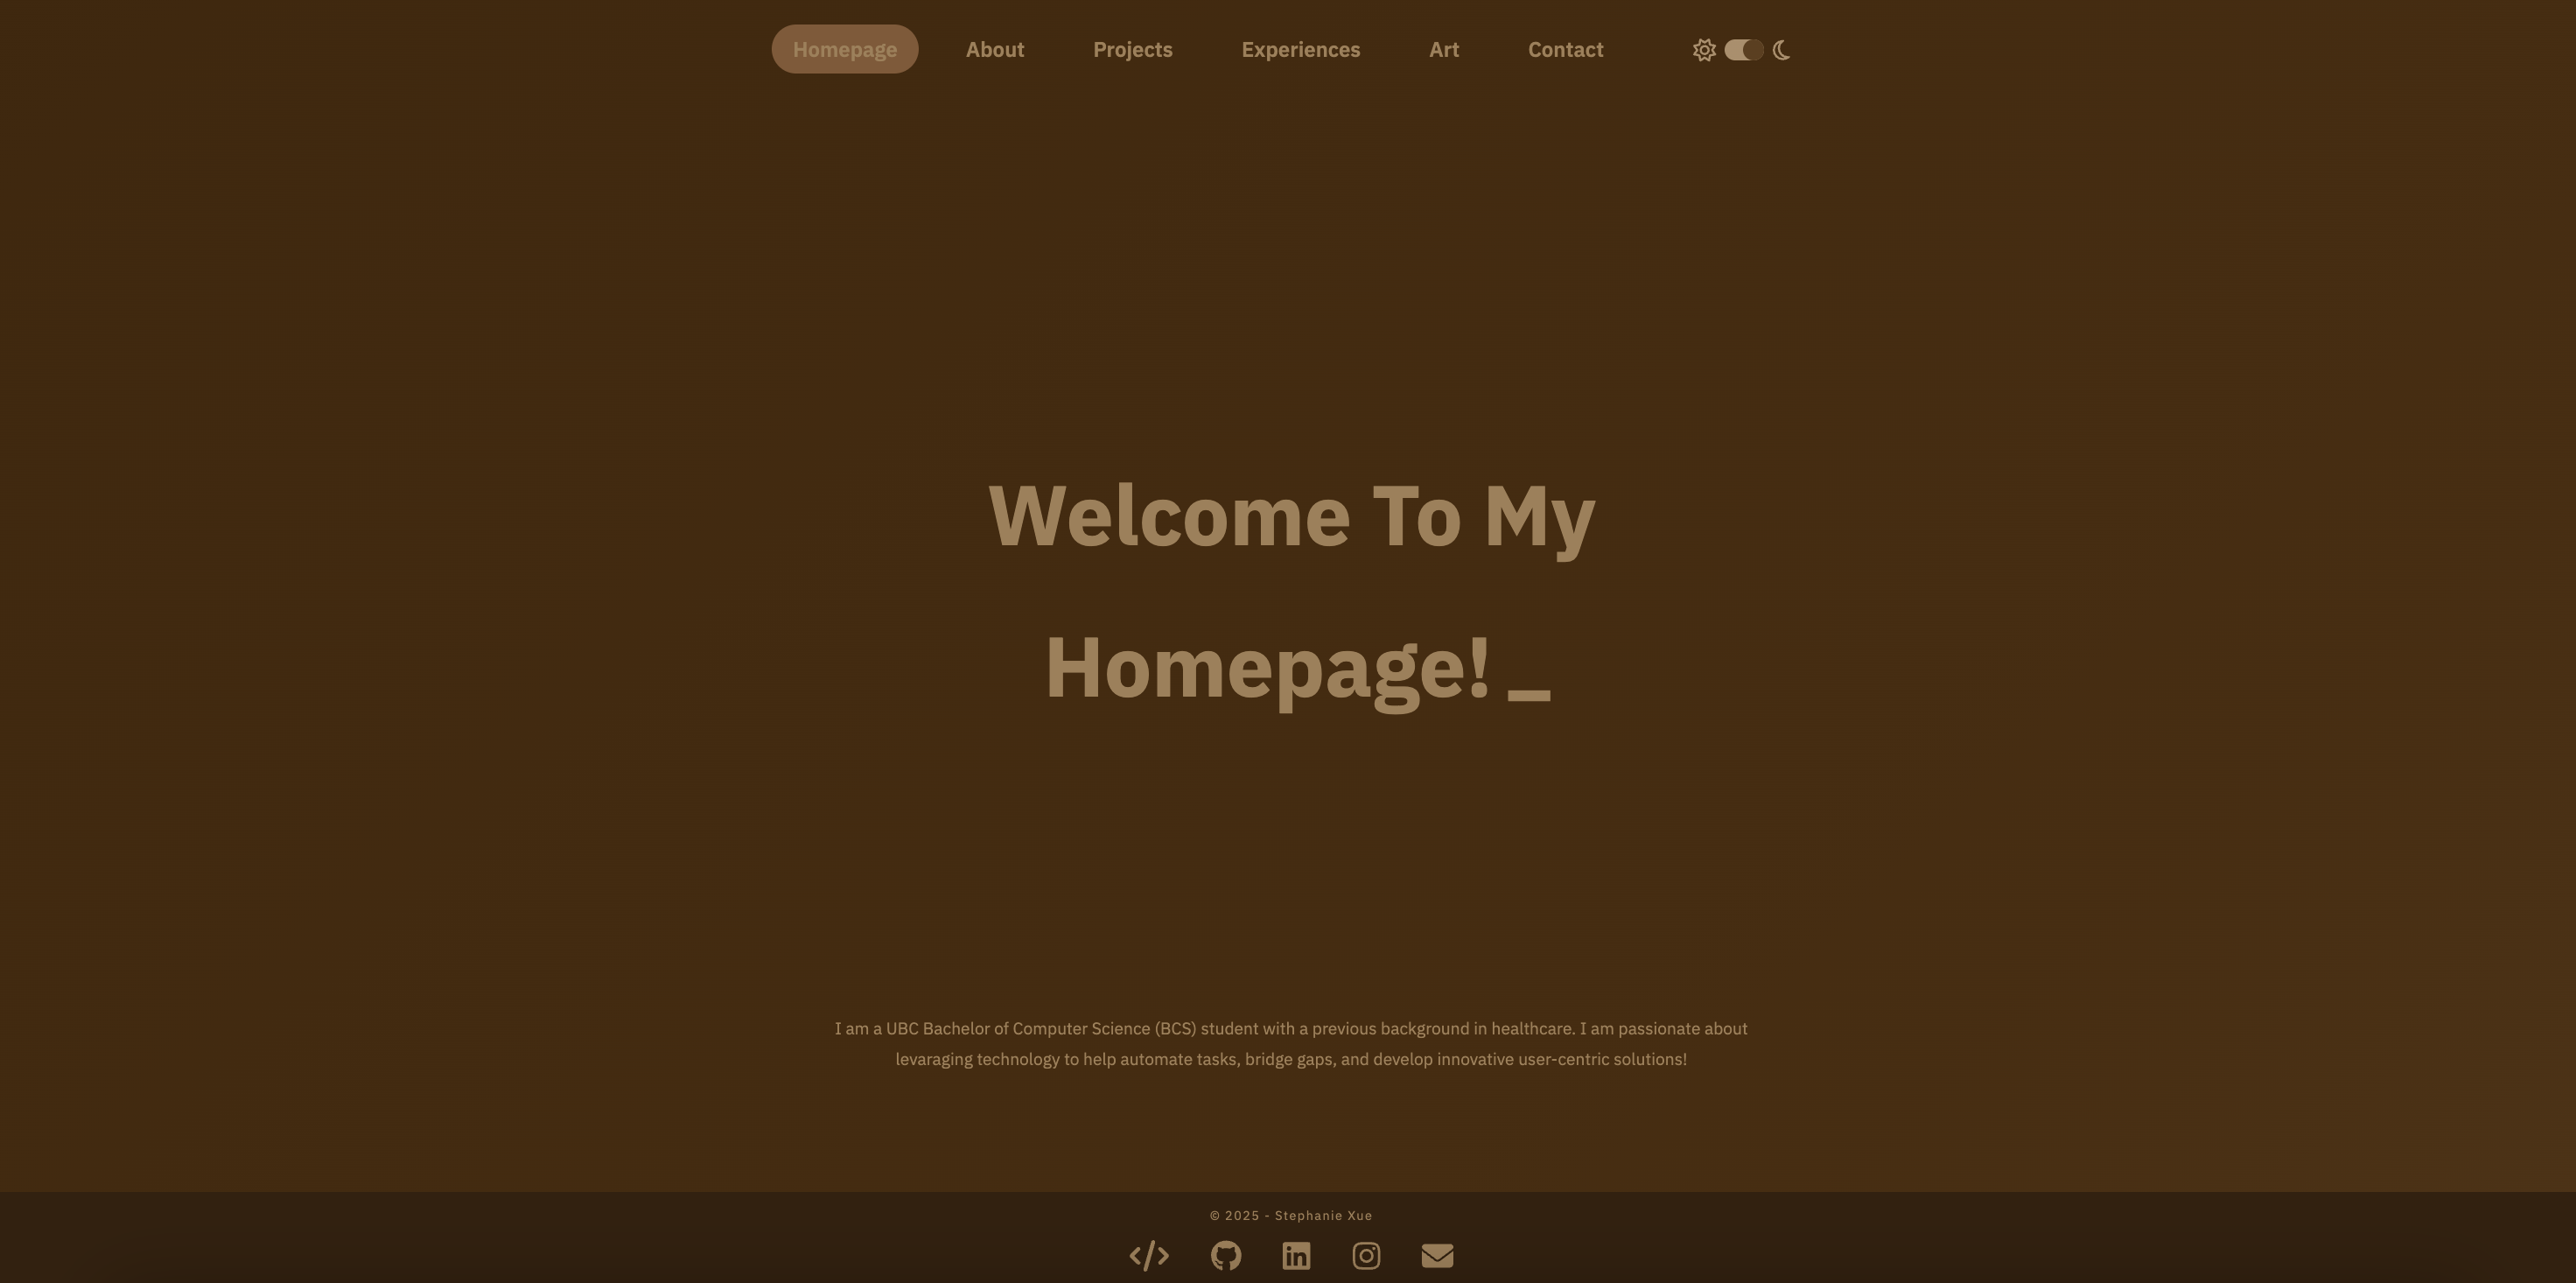 Homepage About Projects Experiences Art Contact
Welcome To My
Homepage! _
I am a UBC Bachelor of Computer Science (BCS) student with a previous background in healthcare. I am passionate about
levaraging technology to help automate tasks, bridge gaps, and develop innovative user-centric solutions!
© 2025 - Stephanie Xue